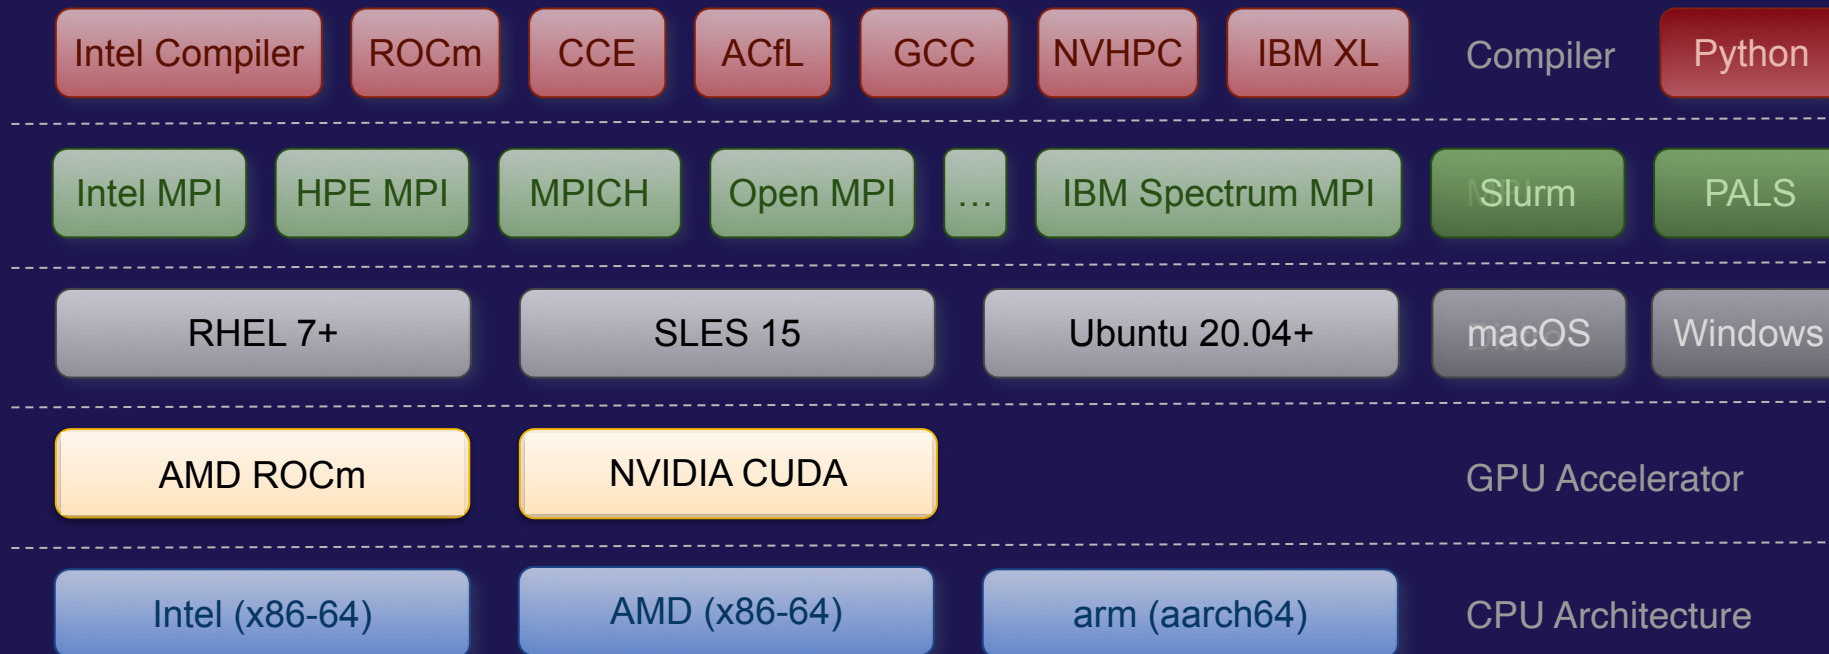 Intel Compiler ROCm CCE ACfL GCC NVHPC IBM XL Compiler Python
Intel MPI HPE MPI MPICH Open MPI ... IBM Spectrum MPI Slurm PALS
RHEL 7+ SLES 15 Ubuntu 20.04+ macOS Windows
AMD ROCm NVIDIA CUDA GPU Accelerator
Intel (x86-64) AMD (x86-64) arm (aarch64) CPU Architecture